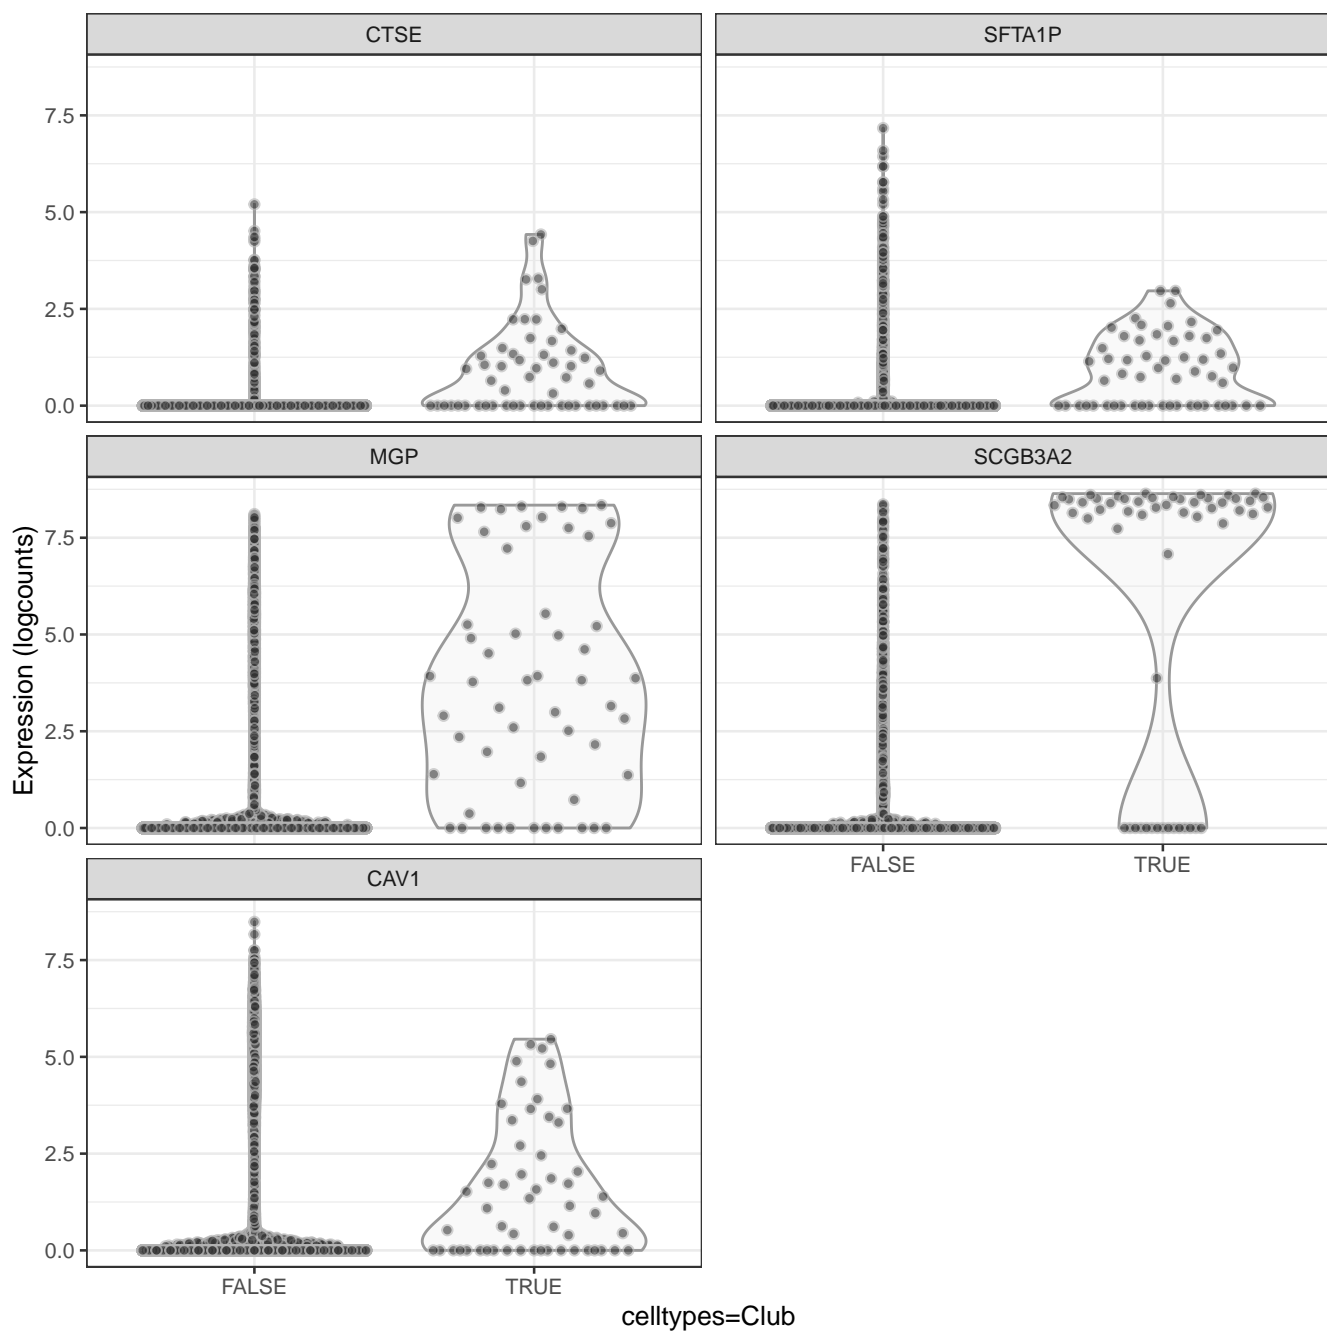 CTSE
SFTA1P
7.5
5.0
2.5
0.0
MGP
SCGB3A2
7.5
5.0
2.5
0.0
FALSE
TRUE
CAV1
7.5
5.0
2.5
0.0
FALSE
TRUE
Expression (logcounts)
celltypes=Club